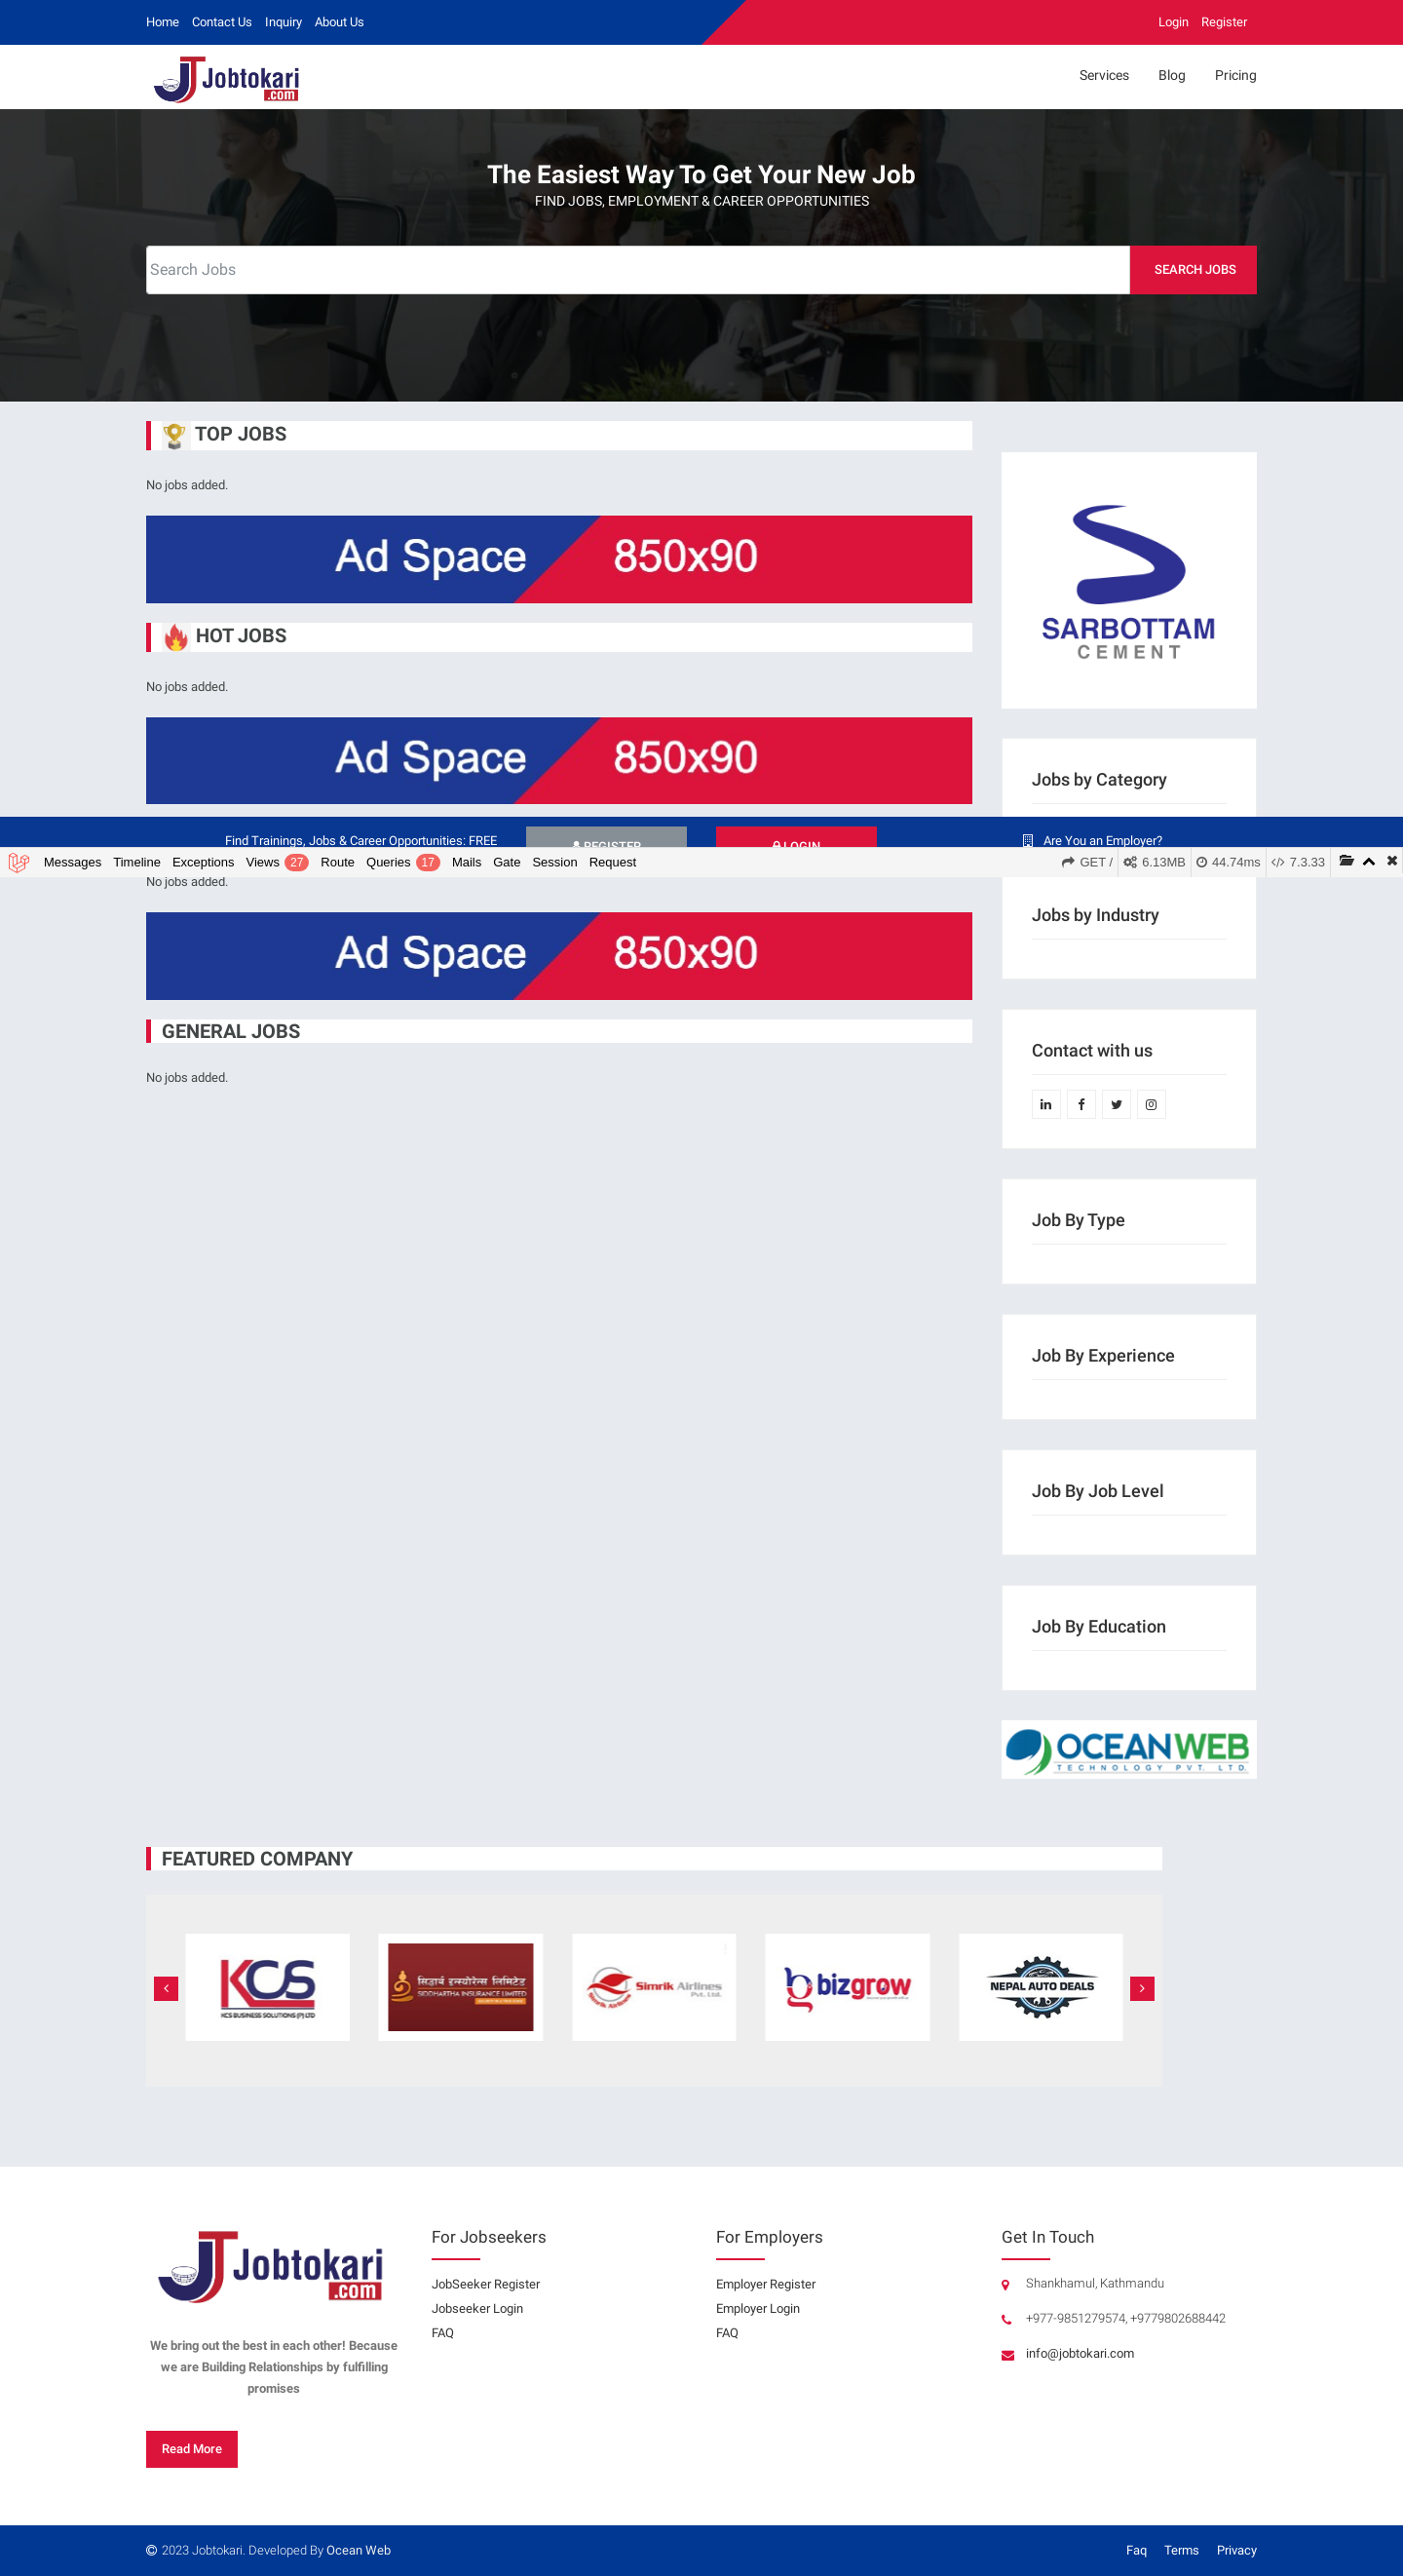 Home Contact Us Inquiry About Us Login Register
Jobtokari
.com
Services Blog Pricing
The Easiest Way To Get Your New Job
FIND JOBS, EMPLOYMENT & CAREER OPPORTUNITIES
Search Jobs SEARCH JOBS
TOP JOBS
No jobs added.
Ad Space 850x90
HOT JOBS
No jobs added.
Ad Space 850x90
SARBOTTAM
CEMENT
Jobs by Category
Find Trainings, Jobs & Career Opportunities: FREE REGISTER LOGIN Are You an Employer?
Messages Timeline Exceptions Views 27 Route Queries 17 Mails Gate Session Request GET / 6.13MB 44.74ms 7.3.33
No jobs added.
Ad Space 850x90
GENERAL JOBS
No jobs added.
Jobs by Industry
Contact with us
Job By Type
Job By Experience
Job By Job Level
Job By Education
OCEANWEB
TECHNOLOGY PVT. LTD.
FEATURED COMPANY
KCS
KCS BUSINESS SOLUTIONS (P) LTD
सिद्धार्थ इन्स्योरेन्स लिमिटेड
SIDDHARTHA INSURANCE LIMITED
Simrik Airlines
Pvt. Ltd.
Simrik Airlines
bizgrow
NEPAL AUTO DEALS
Jobtokari
.com
We bring out the best in each other! Because
we are Building Relationships by fulfilling
promises
Read More
For Jobseekers
JobSeeker Register
Jobseeker Login
FAQ
For Employers
Employer Register
Employer Login
FAQ
Get In Touch
Shankhamul, Kathmandu
+977-9851279574, +9779802688442
info@jobtokari.com
© 2023 Jobtokari. Developed By Ocean Web Faq Terms Privacy